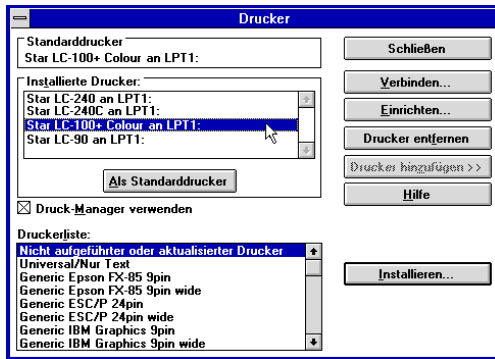 Drucker
Standarddrucker
Star LC-100+ Colour an LPT1:
Installierte Drucker:
Star LC-240 an LPT1:
Star LC-240C an LPT1:
Star LC-100+ Colour an LPT1:
Star LC-90 an LPT1:
Als Standarddrucker
Druck-Manager verwenden
Druckerliste:
Nicht aufgeführter oder aktualisierter Drucker
Universal/Nur Text
Generic Epson FX-85 9pin
Generic Epson FX-85 9pin wide
Generic ESC/P 24pin
Generic ESC/P 24pin wide
Generic IBM Graphics 9pin
Generic IBM Graphics 9pin wide
Schließen
Verbinden...
Einrichten...
Drucker entfernen
Drucker hinzufügen >>
Hilfe
Installieren...